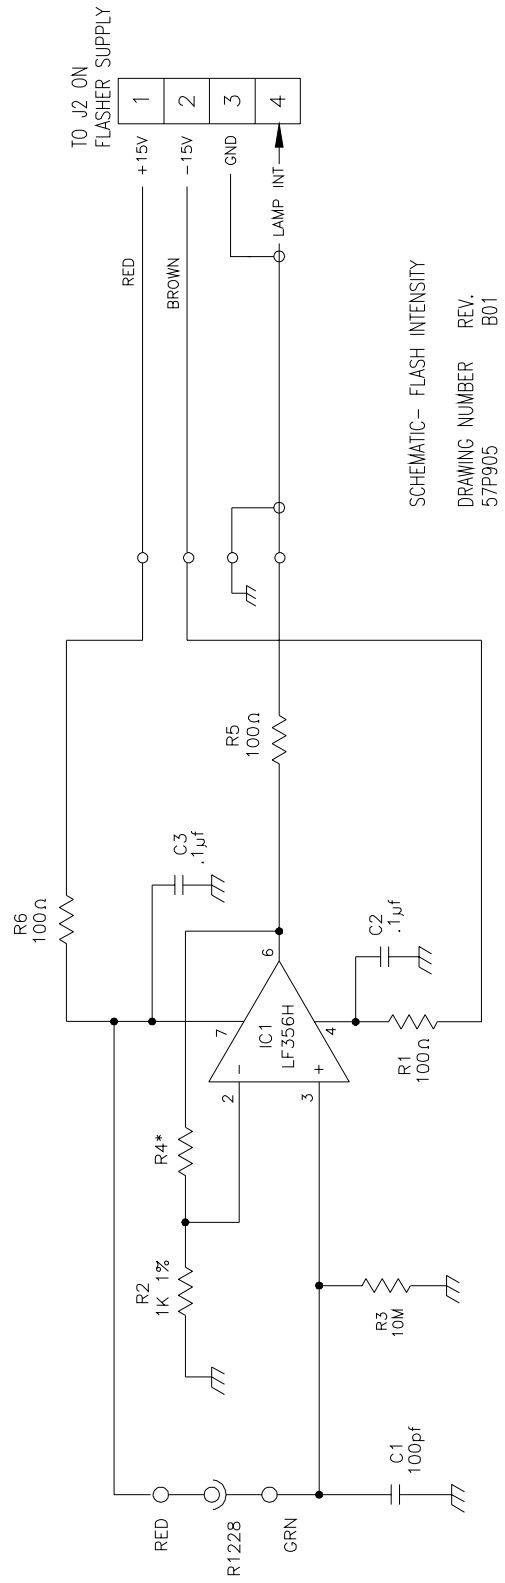 TO J2 ON
FLASHER SUPPLY
1
2
3
4
+15V
-15V
GND
LAMP INT
RED
BROWN
R6
100Ω
C3
.1µf
R5
100Ω
R4*
R2
1K 1%
2
-
3
+
7
IC1
LF356H
6
4
C2
.1µf
R1
100Ω
R3
10M
RED
R1228
GRN
C1
100pf
SCHEMATIC- FLASH INTENSITY
DRAWING NUMBER REV.
57P905 B01